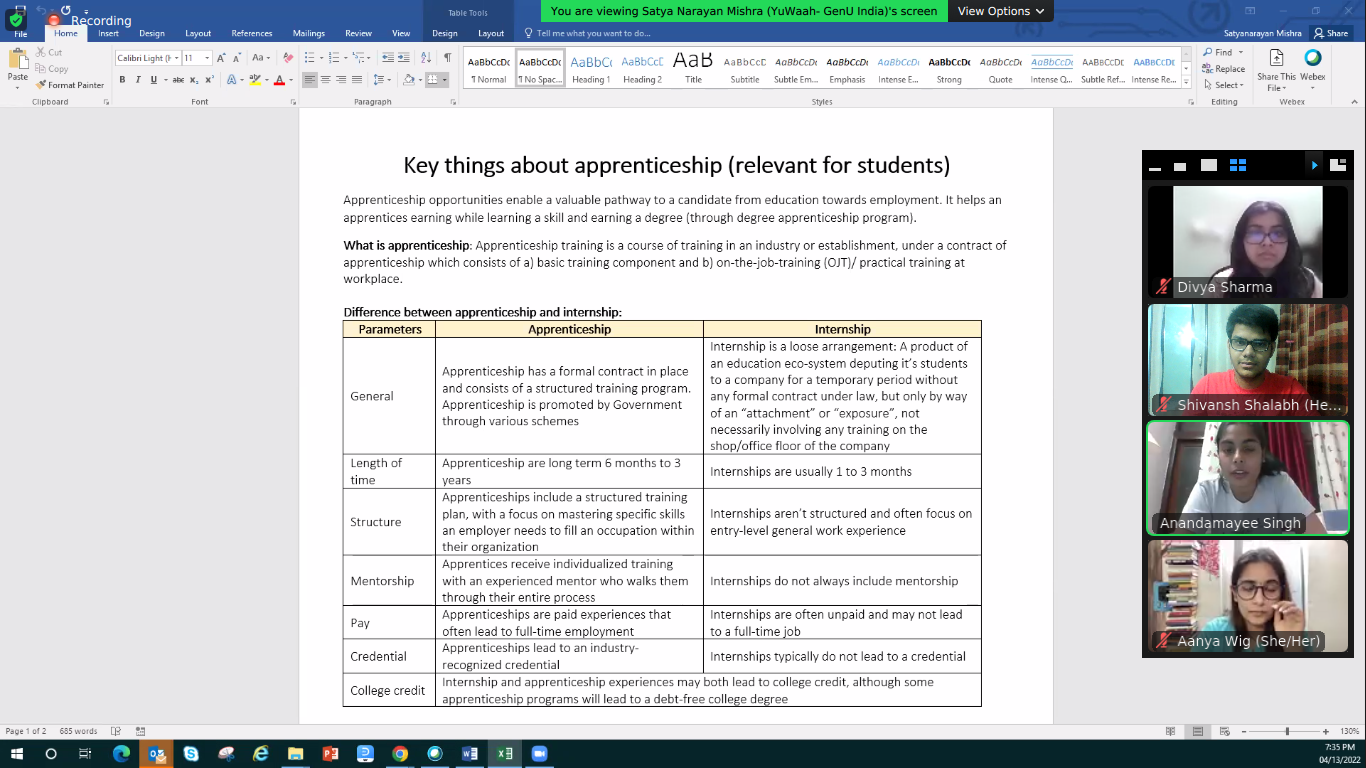 Recording
Table Tools
You are viewing Satya Narayan Mishra (YuWaah- GenU India)'s screen
View Options
File
Home
Insert
Design
Layout
References
Mailings
Review
View
Design
Layout
Tell me what you want to do...
Satyanarayan Mishra
Share
Paste
Cut
Copy
Format Painter
Clipboard
Calibri Light (H
11
Font
Paragraph
AaBbCcDc
¶ Normal
AaBbCcDc
¶ No Spac...
AaBbCc
Heading 1
AaBbCcC
Heading 2
AaB
Title
AaBbCcC
Subtitle
AaBbCcDc
Subtle Em...
AaBbCcDc
Emphasis
AaBbCcDc
Intense E...
AaBbCcDc
Strong
AaBbCcDc
Quote
AaBbCcDc
Intense Q...
AaBbCcDc
Subtle Ref...
AaBbCcDc
Intense Re...
Styles
Find
Replace
Select
Editing
Share This
File
Webex
Webex
Key things about apprenticeship (relevant for students)
Apprenticeship opportunities enable a valuable pathway to a candidate from education towards employment. It helps an
apprentices earning while learning a skill and earning a degree (through degree apprenticeship program).
What is apprenticeship: Apprenticeship training is a course of training in an industry or establishment, under a contract of
apprenticeship which consists of a) basic training component and b) on-the-job-training (OJT)/ practical training at
workplace.
Difference between apprenticeship and internship:
Parameters
Apprenticeship
Internship
General
Apprenticeship has a formal contract in place
and consists of a structured training program.
Apprenticeship is promoted by Government
through various schemes
Internship is a loose arrangement: A product of
an education eco-system deputing it's students
to a company for a temporary period without
any formal contract under law, but only by way
of an "attachment" or "exposure", not
necessarily involving any training on the
shop/office floor of the company
Length of
time
Apprenticeship are long term 6 months to 3
years
Internships are usually 1 to 3 months
Structure
Apprenticeships include a structured training
plan, with a focus on mastering specific skills
an employer needs to fill an occupation within
their organization
Internships aren't structured and often focus on
entry-level general work experience
Mentorship
Apprentices receive individualized training
with an experienced mentor who walks them
through their entire process
Internships do not always include mentorship
Pay
Apprenticeships are paid experiences that
often lead to full-time employment
Internships are often unpaid and may not lead
to a full-time job
Credential
Apprenticeships lead to an industry-
recognized credential
Internships typically do not lead to a credential
College credit
Internship and apprenticeship experiences may both lead to college credit, although some
apprenticeship programs will lead to a debt-free college degree
Divya Sharma
Shivansh Shalabh (He...
Anandamayee Singh
Aanya Wig (She/Her)
Page 1 of 2
685 words
130%
7:35 PM
04/13/2022